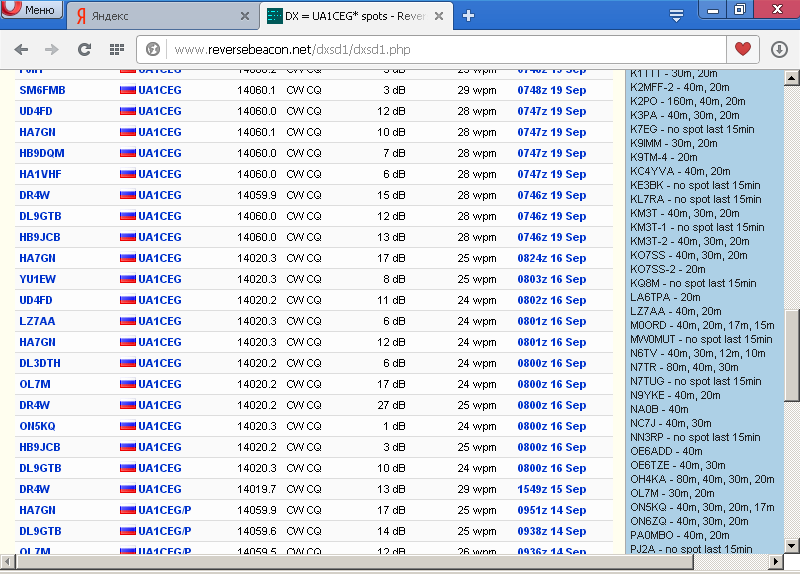 Меню
Яндекс
DX = UA1CEG* spots - Rever
www.reversebeacon.net/dxsd1/dxsd1.php
SM6FMB UA1CEG 14060.1 CW CQ 3 dB 29 wpm 0748z 19 Sep
UD4FD UA1CEG 14060.0 CW CQ 12 dB 28 wpm 0747z 19 Sep
HA7GN UA1CEG 14060.1 CW CQ 10 dB 28 wpm 0747z 19 Sep
HB9DQM UA1CEG 14060.0 CW CQ 7 dB 28 wpm 0747z 19 Sep
HA1VHF UA1CEG 14060.0 CW CQ 6 dB 28 wpm 0747z 19 Sep
DR4W UA1CEG 14059.9 CW CQ 15 dB 28 wpm 0746z 19 Sep
DL9GTB UA1CEG 14060.0 CW CQ 12 dB 28 wpm 0746z 19 Sep
HB9JCB UA1CEG 14060.0 CW CQ 13 dB 28 wpm 0746z 19 Sep
HA7GN UA1CEG 14020.3 CW CQ 17 dB 25 wpm 0824z 16 Sep
YU1EW UA1CEG 14020.3 CW CQ 8 dB 25 wpm 0803z 16 Sep
UD4FD UA1CEG 14020.2 CW CQ 11 dB 24 wpm 0802z 16 Sep
LZ7AA UA1CEG 14020.3 CW CQ 6 dB 24 wpm 0801z 16 Sep
HA7GN UA1CEG 14020.3 CW CQ 12 dB 24 wpm 0801z 16 Sep
DL3DTH UA1CEG 14020.2 CW CQ 6 dB 24 wpm 0800z 16 Sep
OL7M UA1CEG 14020.2 CW CQ 17 dB 24 wpm 0800z 16 Sep
DR4W UA1CEG 14020.2 CW CQ 27 dB 25 wpm 0800z 16 Sep
ON5KQ UA1CEG 14020.3 CW CQ 1 dB 24 wpm 0800z 16 Sep
HB9JCB UA1CEG 14020.2 CW CQ 3 dB 24 wpm 0800z 16 Sep
DL9GTB UA1CEG 14020.3 CW CQ 10 dB 24 wpm 0800z 16 Sep
DR4W UA1CEG 14019.7 CW CQ 13 dB 29 wpm 1549z 15 Sep
HA7GN UA1CEG/P 14059.9 CW CQ 17 dB 25 wpm 0951z 14 Sep
DL9GTB UA1CEG/P 14059.6 CW CQ 14 dB 25 wpm 0938z 14 Sep
OL7M UA1CEG/P 14059.5 CW CQ 12 dB 26 wpm 0936z 14 Sep
K1TTT - 30m, 20m
K2MFF-2 - 40m, 20m
K2PO - 160m, 40m, 20m
K3PA - 40m, 30m, 20m
K7EG - no spot last 15min
K9IMM - 30m, 20m
K9TM-4 - 20m
KC4YVA - 40m, 20m
KE3BK - no spot last 15min
KL7RA - no spot last 15min
KM3T - 40m, 30m, 20m
KM3T-1 - no spot last 15min
KM3T-2 - 40m, 30m, 20m
KO7SS - 40m, 30m, 20m
KO7SS-2 - 20m
KQ8M - no spot last 15min
LA6TPA - 20m
LZ7AA - 40m, 20m
M0ORD - 40m, 20m, 17m, 15m
MW0MUT - no spot last 15min
N6TV - 40m, 30m, 12m, 10m
N7TR - 80m, 40m, 30m
N7TUG - no spot last 15min
N9YKE - 40m, 20m
NA0B - 40m
NC7J - 40m, 30m
NN3RP - no spot last 15min
OE6ADD - 40m
OE6TZE - 40m, 30m
OH4KA - 80m, 40m, 30m, 20m
OL7M - 30m, 20m
ON5KQ - 40m, 30m, 20m, 17m
ON6ZQ - 40m, 30m, 20m
PA0MBO - 40m, 20m
PJ2A - no spot last 15min